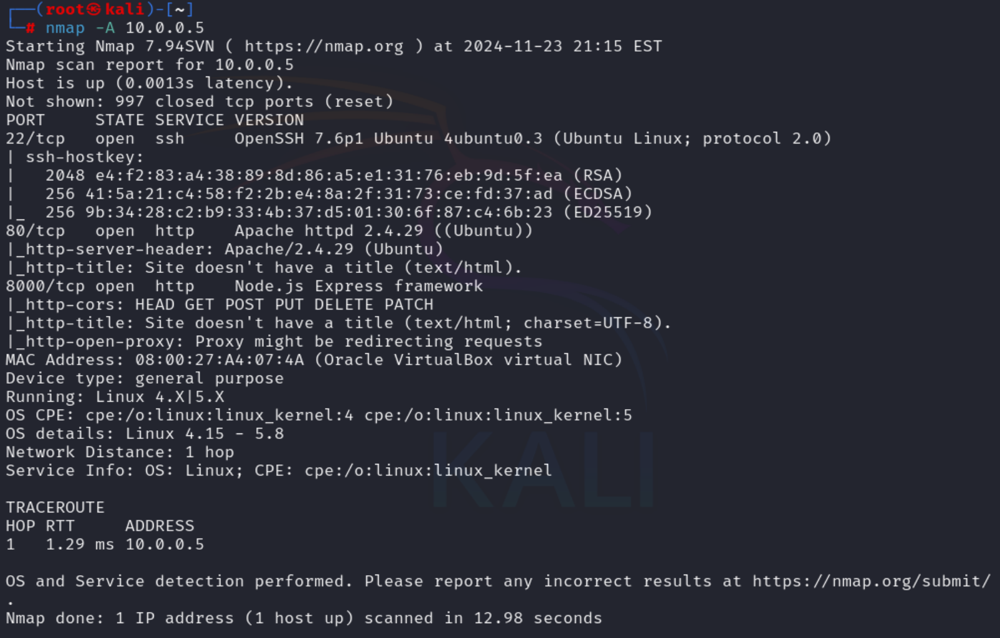 ┌──(root㉿kali)-[~]
└─# nmap -A 10.0.0.5
Starting Nmap 7.94SVN ( https://nmap.org ) at 2024-11-23 21:15 EST
Nmap scan report for 10.0.0.5
Host is up (0.0013s latency).
Not shown: 997 closed tcp ports (reset)
PORT     STATE SERVICE VERSION
22/tcp   open  ssh     OpenSSH 7.6p1 Ubuntu 4ubuntu0.3 (Ubuntu Linux; protocol 2.0)
| ssh-hostkey:
|   2048 e4:f2:83:a4:38:89:8d:86:a5:e1:31:76:eb:9d:5f:ea (RSA)
|   256 41:5a:21:c4:58:f2:2b:e4:8a:2f:31:73:ce:fd:37:ad (ECDSA)
|_  256 9b:34:28:c2:b9:33:4b:37:d5:01:30:6f:87:c4:6b:23 (ED25519)
80/tcp   open  http    Apache httpd 2.4.29 ((Ubuntu))
|_http-server-header: Apache/2.4.29 (Ubuntu)
|_http-title: Site doesn't have a title (text/html).
8000/tcp open  http    Node.js Express framework
|_http-cors: HEAD GET POST PUT DELETE PATCH
|_http-title: Site doesn't have a title (text/html; charset=UTF-8).
|_http-open-proxy: Proxy might be redirecting requests
MAC Address: 08:00:27:A4:07:4A (Oracle VirtualBox virtual NIC)
Device type: general purpose
Running: Linux 4.X|5.X
OS CPE: cpe:/o:linux:linux_kernel:4 cpe:/o:linux:linux_kernel:5
OS details: Linux 4.15 - 5.8
Network Distance: 1 hop
Service Info: OS: Linux; CPE: cpe:/o:linux:linux_kernel
KALI

TRACEROUTE
HOP RTT     ADDRESS
1   1.29 ms 10.0.0.5

OS and Service detection performed. Please report any incorrect results at https://nmap.org/submit/
.
Nmap done: 1 IP address (1 host up) scanned in 12.98 seconds